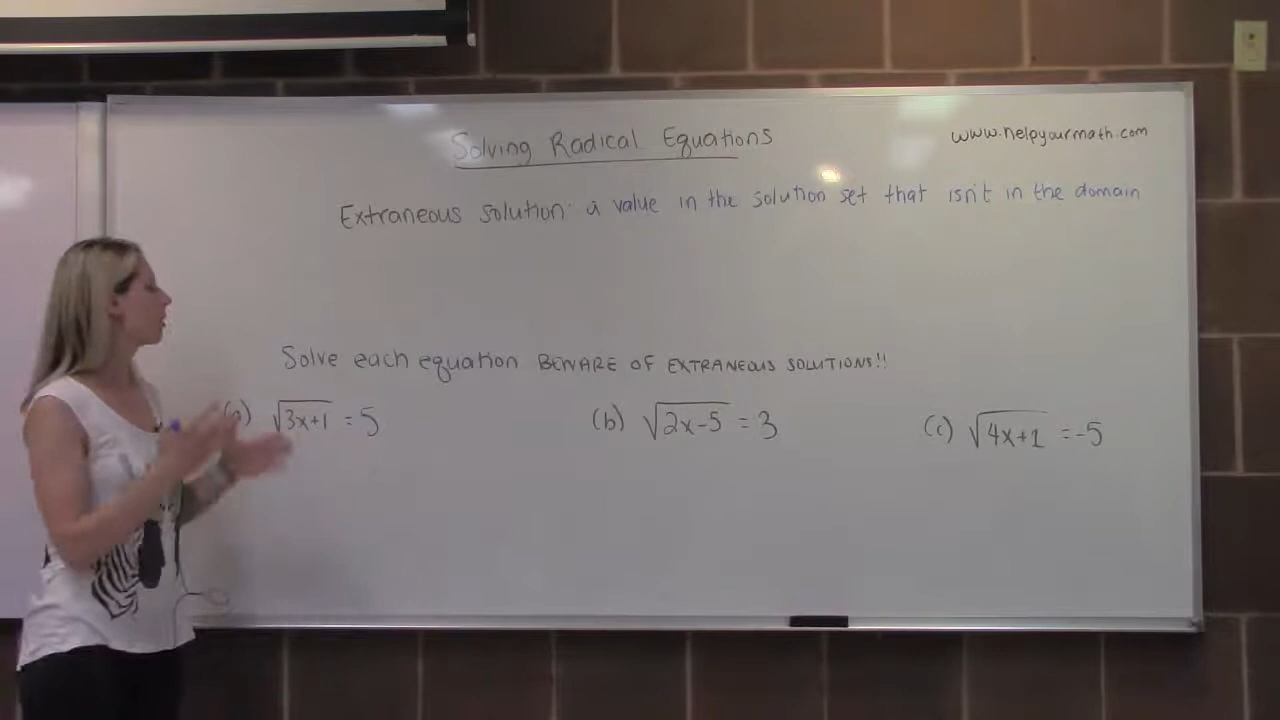 Solving Radical Equations
www.helpyourmath.com
Extraneous solution: a value in the solution set that isn't in the domain
Solve each equation BEWARE OF EXTRANEOUS SOLUTIONS!!
(a) √3x+1 = 5
(b) √2x-5 = 3
(c) √4x+1 = -5